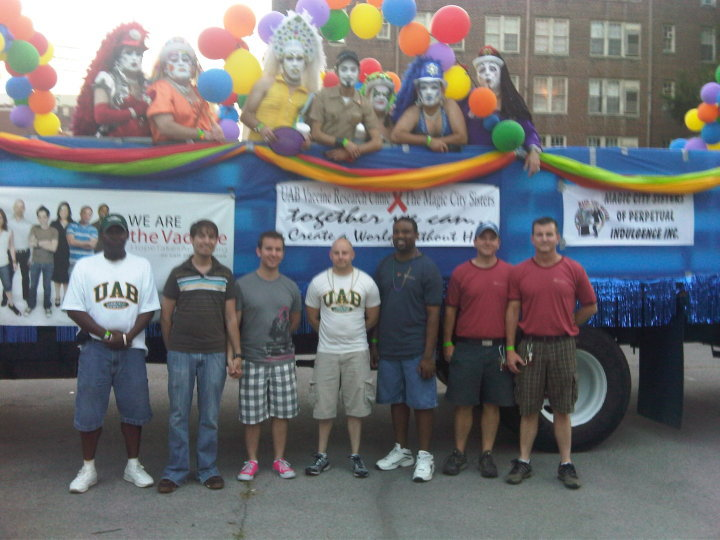 WE ARE
the Vaccine
UAB Vaccine Research Clinic The Magic City Sisters
together we can
Create a World Without H
Magic City Sisters
of Perpetual
Indulgence Inc.
UAB
UAB